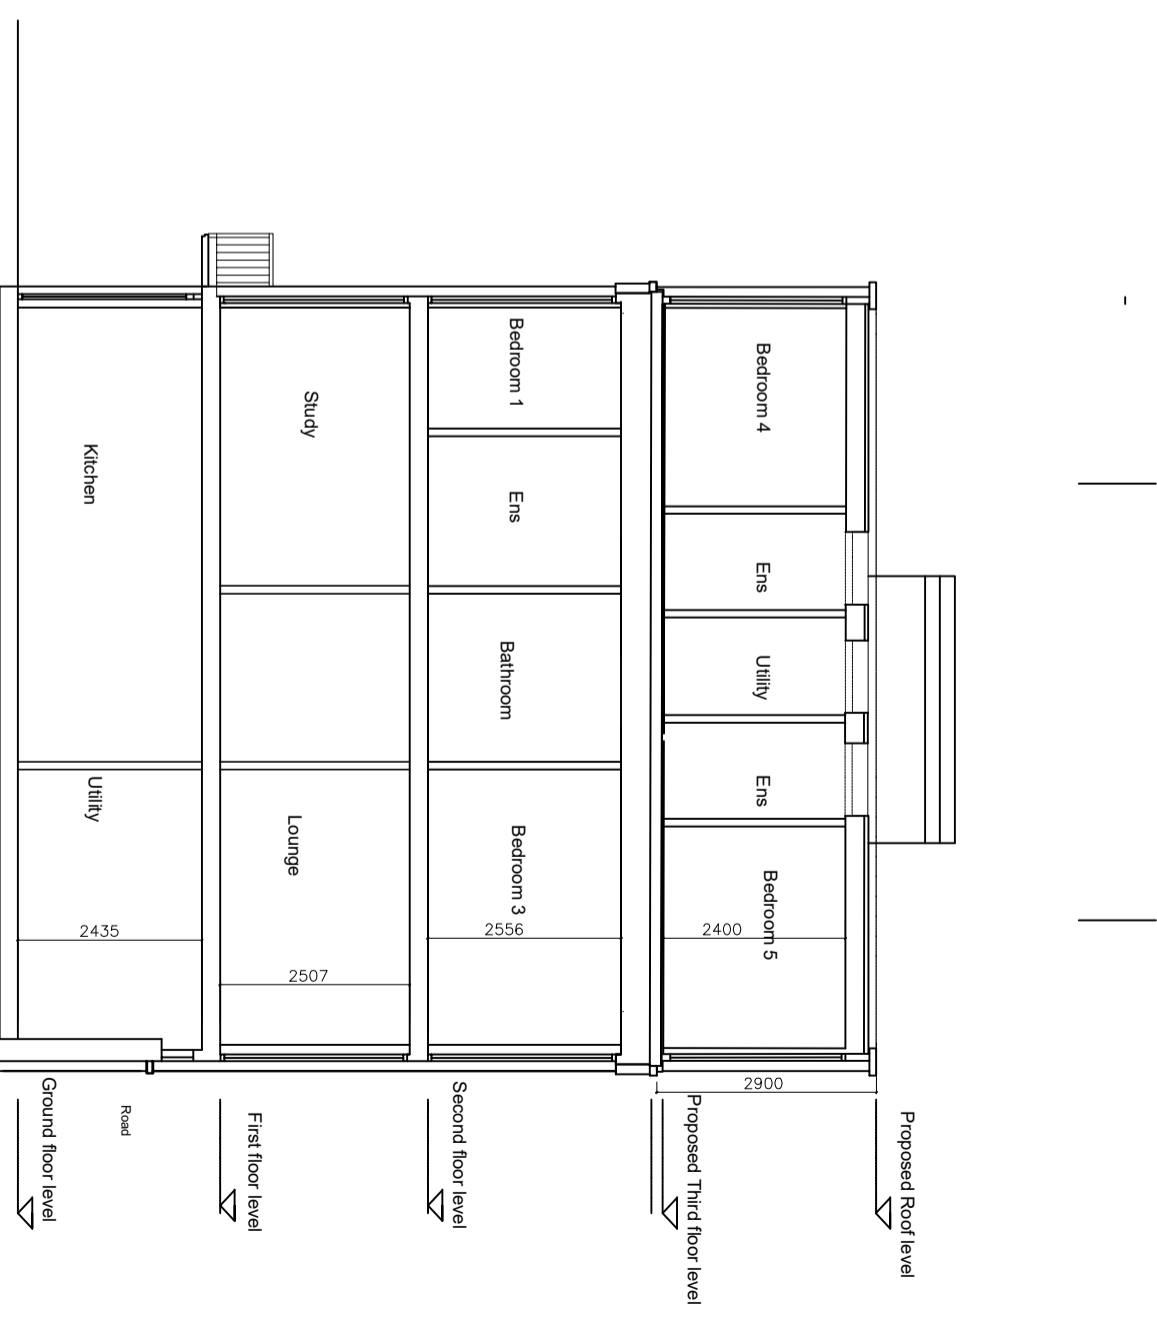 Proposed Roof level
Bedroom 4
Ens
Utility
Ens
Bedroom 5
2400
2900
Proposed Third floor level
Bedroom 1
Ens
Bathroom
Bedroom 3
2556
Second floor level
Study
Lounge
2507
First floor level
Kitchen
Utility
2435
Road
Ground floor level